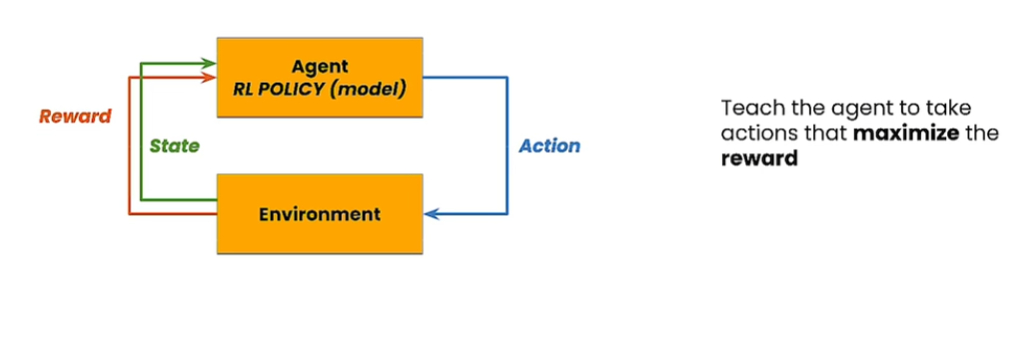 Agent
RL POLICY (model)
Reward
State
Action
Environment
Teach the agent to take
actions that maximize the
reward